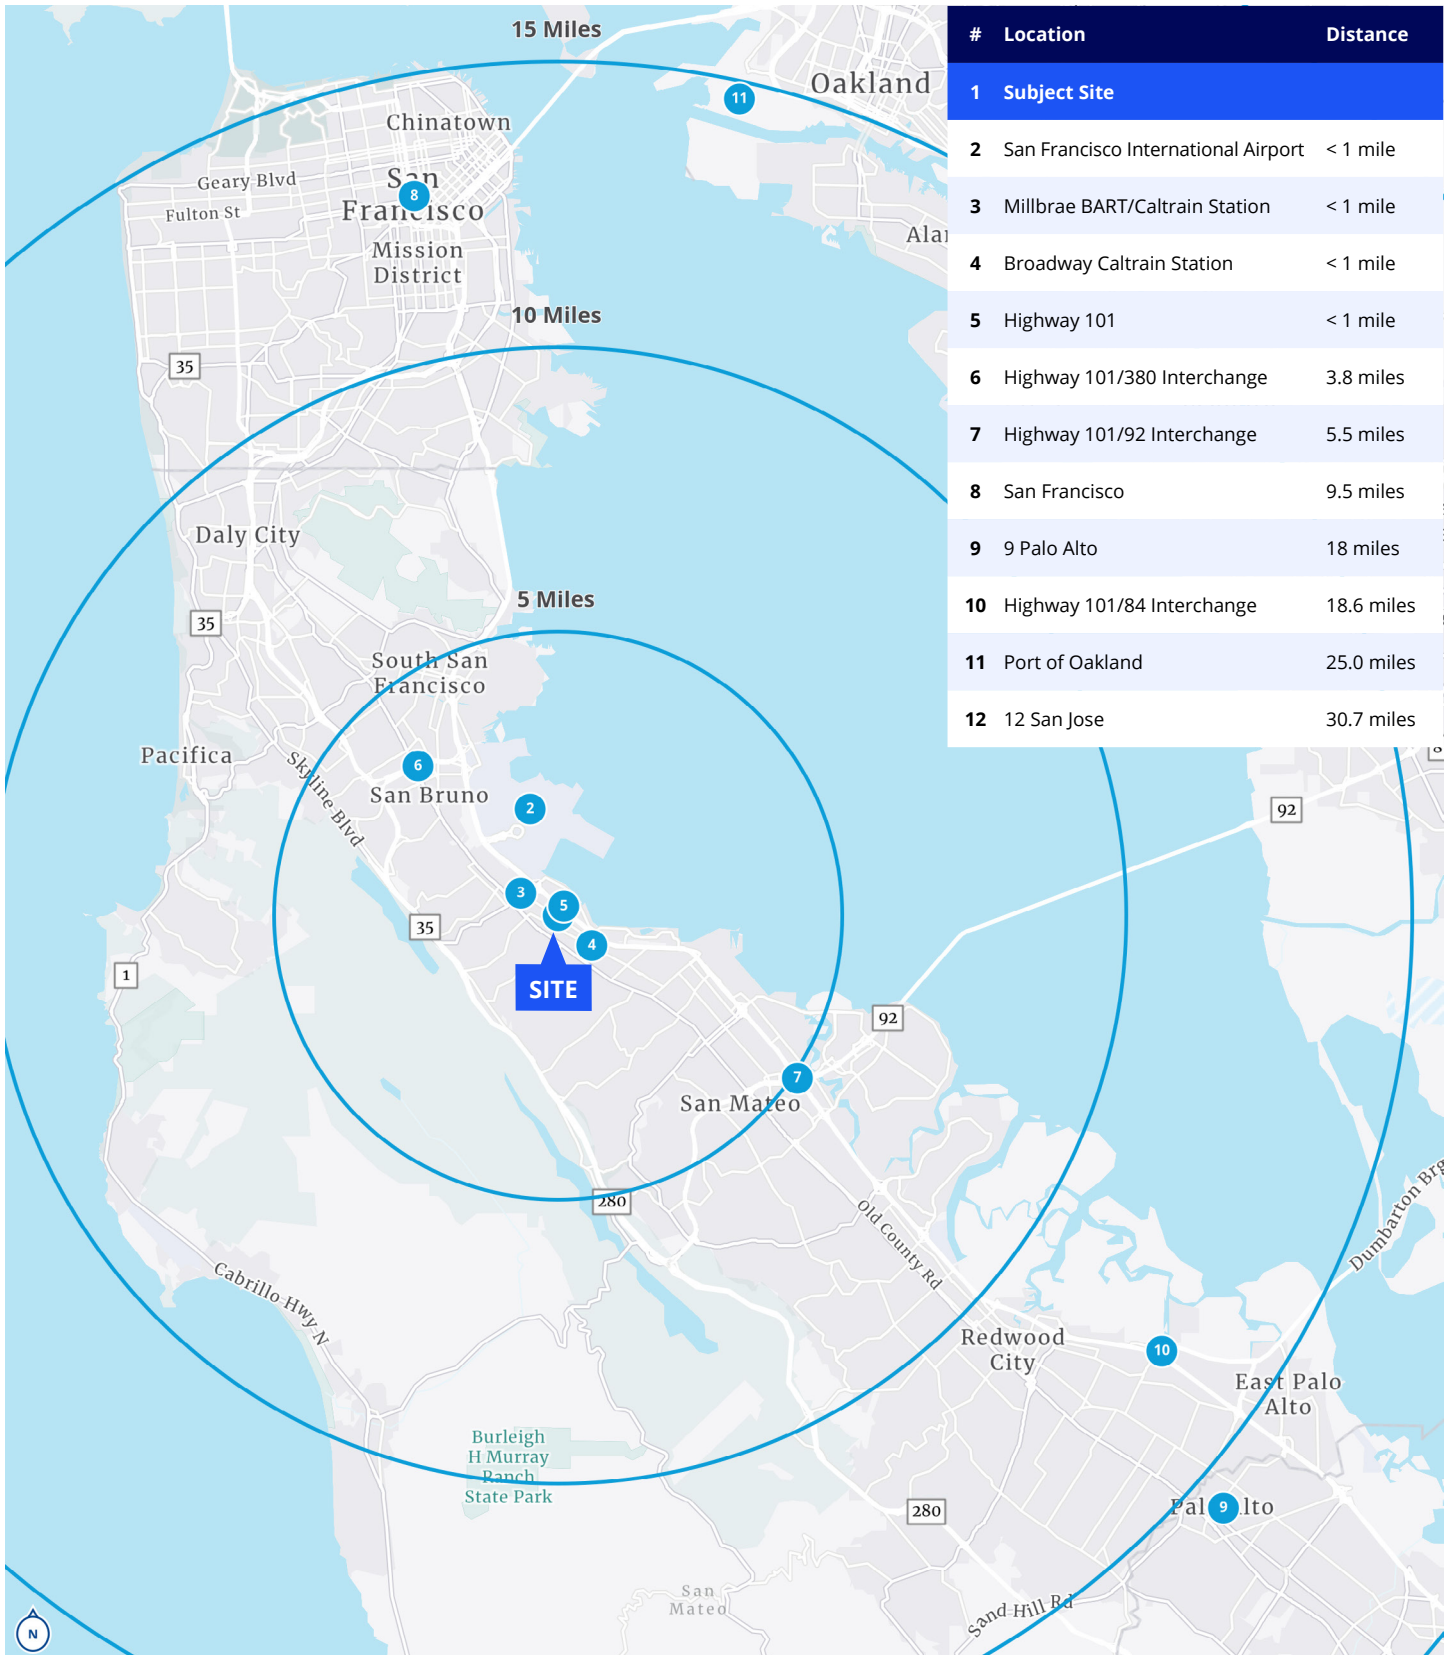 15 Miles
Oakland
11
Chinatown
Geary Blvd
San
8
Fulton St
Francisco
Mission
District
10 Miles
35
Daly City
5 Miles
35
South San
Francisco
Pacifica
Skyline Blvd
6
San Bruno
2
92
3
5
35
4
1
SITE
92
7
San Mateo
280
Old County Rd
Dumbarton Brg
Cabrillo Hwy N
Redwood
City
10
East Palo
Alto
Burleigh
H Murray
Ranch
State Park
280
9
San
Mateo
Sand Hill Rd
N
# Location Distance
1 Subject Site
2 San Francisco International Airport < 1 mile
3 Millbrae BART/Caltrain Station < 1 mile
4 Broadway Caltrain Station < 1 mile
5 Highway 101 < 1 mile
6 Highway 101/380 Interchange 3.8 miles
7 Highway 101/92 Interchange 5.5 miles
8 San Francisco 9.5 miles
9 9 Palo Alto 18 miles
10 Highway 101/84 Interchange 18.6 miles
11 Port of Oakland 25.0 miles
12 12 San Jose 30.7 miles